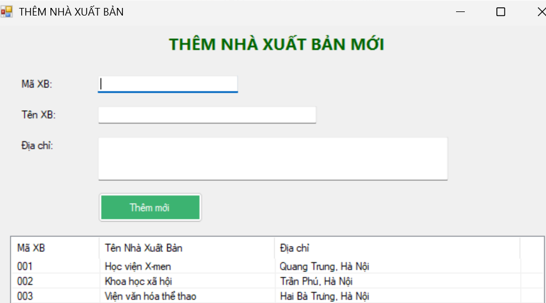 THÊM NHÀ XUẤT BẢN
THÊM NHÀ XUẤT BẢN MỚI
Mã XB:
Tên XB:
Địa chỉ:
Thêm mới
Mã XB Tên Nhà Xuất Bản Địa chỉ
001 Học viện X-men Quang Trung, Hà Nội
002 Khoa học xã hội Trần Phú, Hà Nội
003 Viện văn hóa thể thao Hai Bà Trưng, Hà Nội